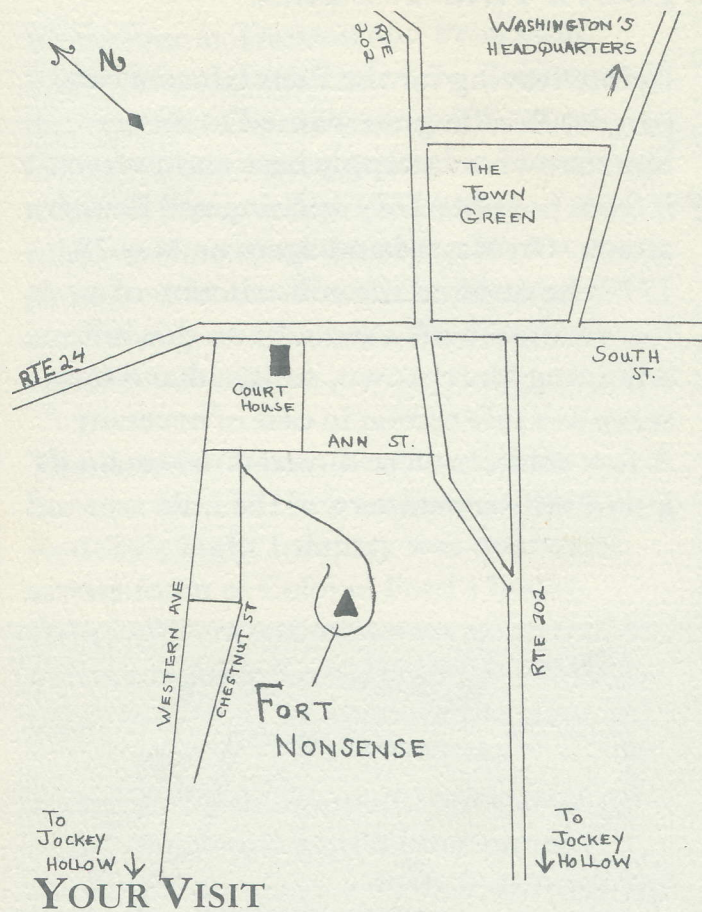 WASHINGTON'S
HEADQUARTERS
RTE
202
N
THE
TOWN
GREEN
RTE 24
COURT
HOUSE
SOUTH
ST.
ANN ST.
WESTERN AVE
CHESTNUT ST
RTE 202
FORT
NONSENSE
TO
JOCKEY
HOLLOW
TO
JOCKEY
HOLLOW
YOUR VISIT